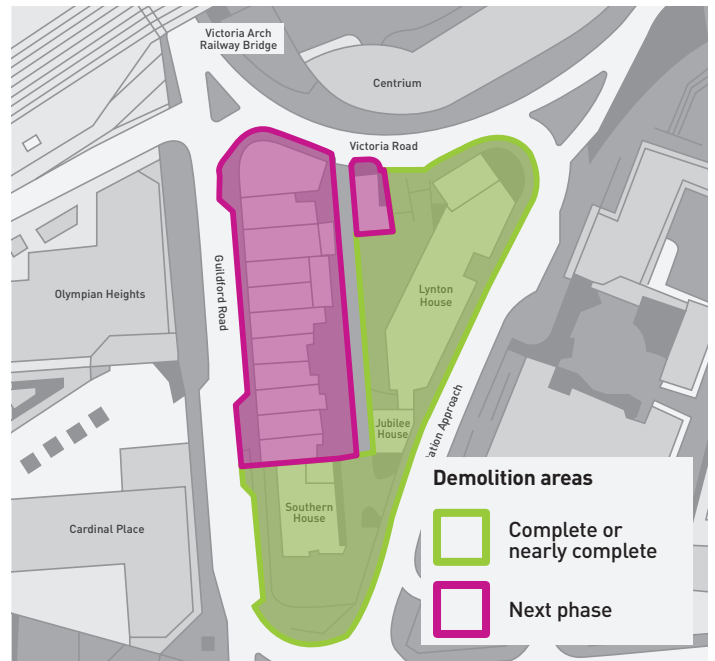 Victoria Arch
Railway Bridge
Centrium
Victoria Road
Guildford Road
Olympian Heights
Lynton
House
Jubilee
House
Approach
Southern
House
Cardinal Place
Demolition areas
Complete or
nearly complete
Next phase